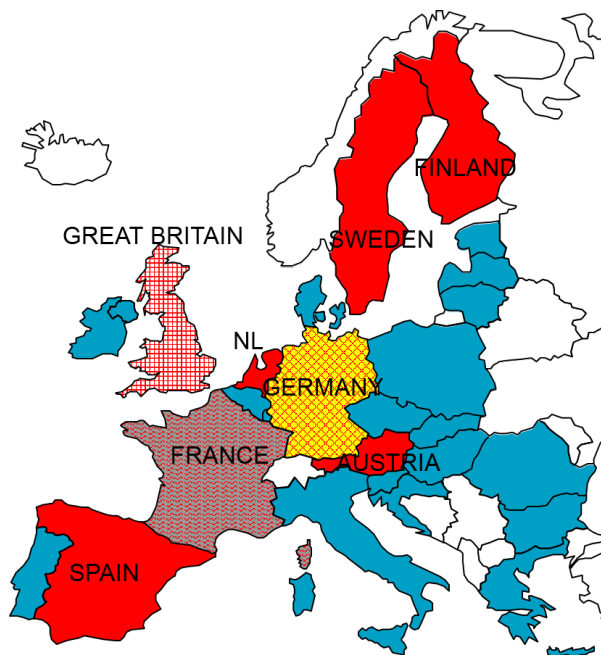 FINLAND
GREAT BRITAIN
SWEDEN
NL
GERMANY
FRANCE
AUSTRIA
SPAIN